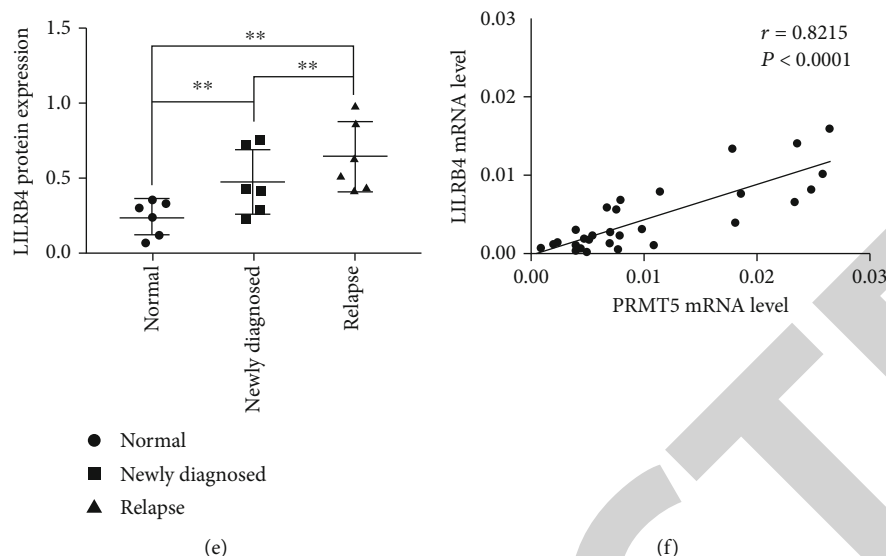 1.5
1.0
0.5
0.0
LILRB4 protein expression
**
**
**
Normal
Newly diagnosed
Relapse
Normal
Newly diagnosed
Relapse
(e)
0.03
0.03
0.01
0.00
LILRB4 mRNA level
r = 0.8215
P < 0.0001
0.00 0.01 0.02 0.03
PRMT5 mRNA level
(f)